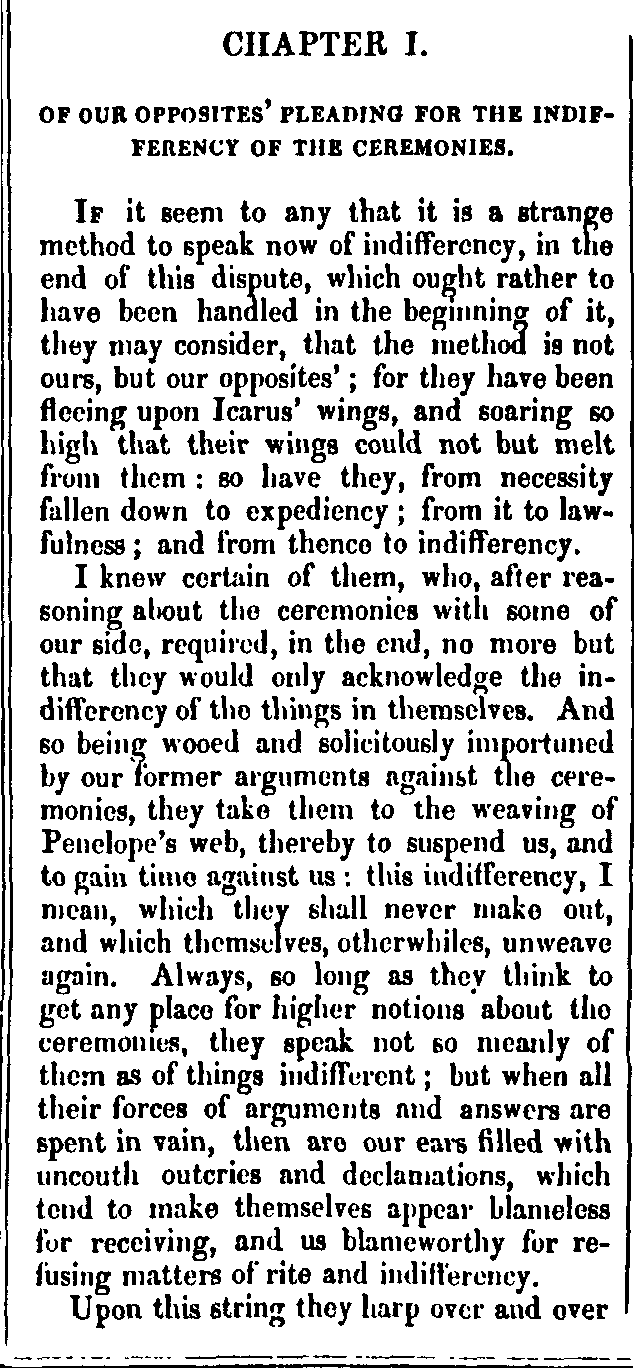 CHAPTER I.
OF OUR OPPOSITES' PLEADING FOR THE INDIF-
FERENCY OF THE CEREMONIES.
IF it seem to any that it is a strange
method to speak now of indifferency, in the
end of this dispute, which ought rather to
have been handled in the beginning of it,
they may consider, that the method is not
ours, but our opposites'; for they have been
fleeing upon Icarus' wings, and soaring so
high that their wings could not but melt
from them: so have they, from necessity
fallen down to expediency; from it to law-
fulness; and from thence to indifferency.
I knew certain of them, who, after rea-
soning about the ceremonies with some of
our side, required, in the end, no more but
that they would only acknowledge the in-
differency of the things in themselves. And
so being wooed and solicitously importuned
by our former arguments against the cere-
monies, they take them to the weaving of
Penelope's web, thereby to suspend us, and
to gain time against us: this indifferency, I
mean, which they shall never make out,
and which themselves, otherwhiles, unweave
again. Always, so long as they think to
get any place for higher notions about the
ceremonies, they speak not so meanly of
them as of things indifferent; but when all
their forces of arguments and answers are
spent in vain, then are our ears filled with
uncouth outcries and declamations, which
tend to make themselves appear blameless
for receiving, and us blameworthy for re-
fusing matters of rite and indifferency.
Upon this string they harp over and over